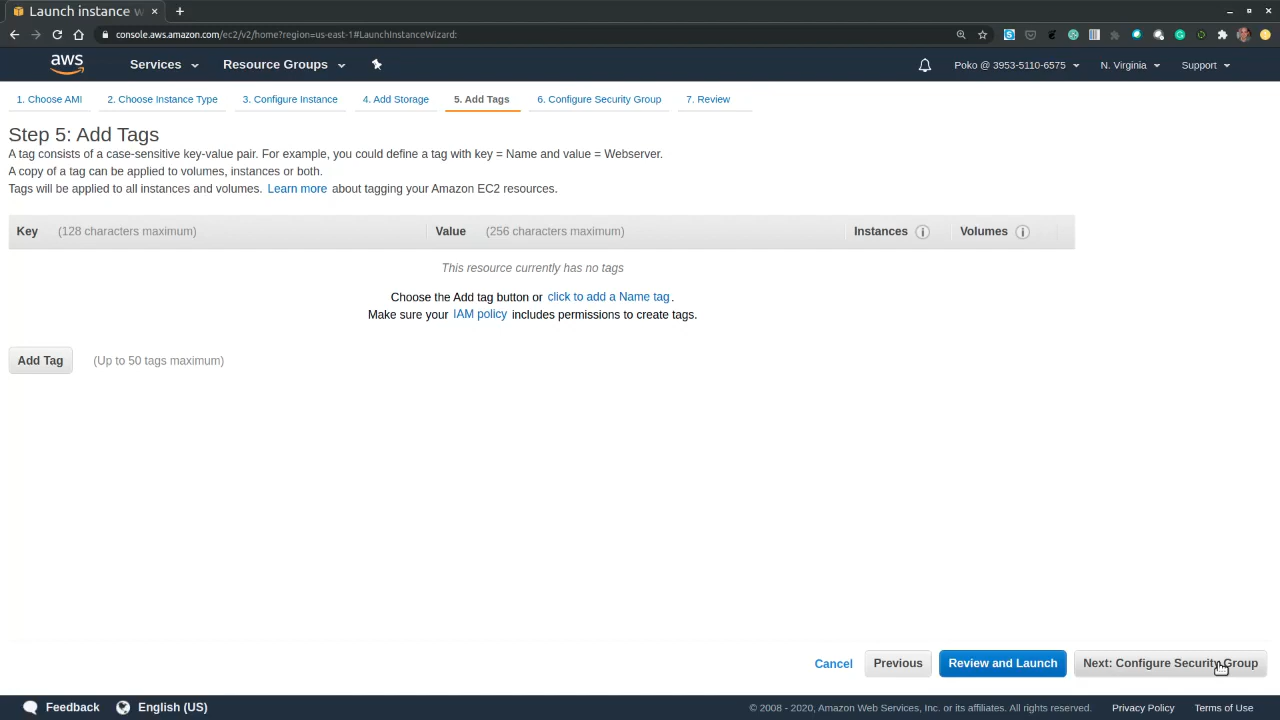 Launch instance w
console.aws.amazon.com/ec2/v2/home?region=us-east-1#LaunchInstanceWizard:
aws Services Resource Groups Poko @ 3953-5110-6575 N. Virginia Support
1. Choose AMI 2. Choose Instance Type 3. Configure Instance 4. Add Storage 5. Add Tags 6. Configure Security Group 7. Review
Step 5: Add Tags
A tag consists of a case-sensitive key-value pair. For example, you could define a tag with key = Name and value = Webserver.
A copy of a tag can be applied to volumes, instances or both.
Tags will be applied to all instances and volumes. Learn more about tagging your Amazon EC2 resources.
Key (128 characters maximum) Value (256 characters maximum) Instances Volumes
This resource currently has no tags
Choose the Add tag button or click to add a Name tag.
Make sure your IAM policy includes permissions to create tags.
Add Tag (Up to 50 tags maximum)
Cancel Previous Review and Launch Next: Configure Security Group
Feedback English (US) © 2008 - 2020, Amazon Web Services, Inc. or its affiliates. All rights reserved. Privacy Policy Terms of Use